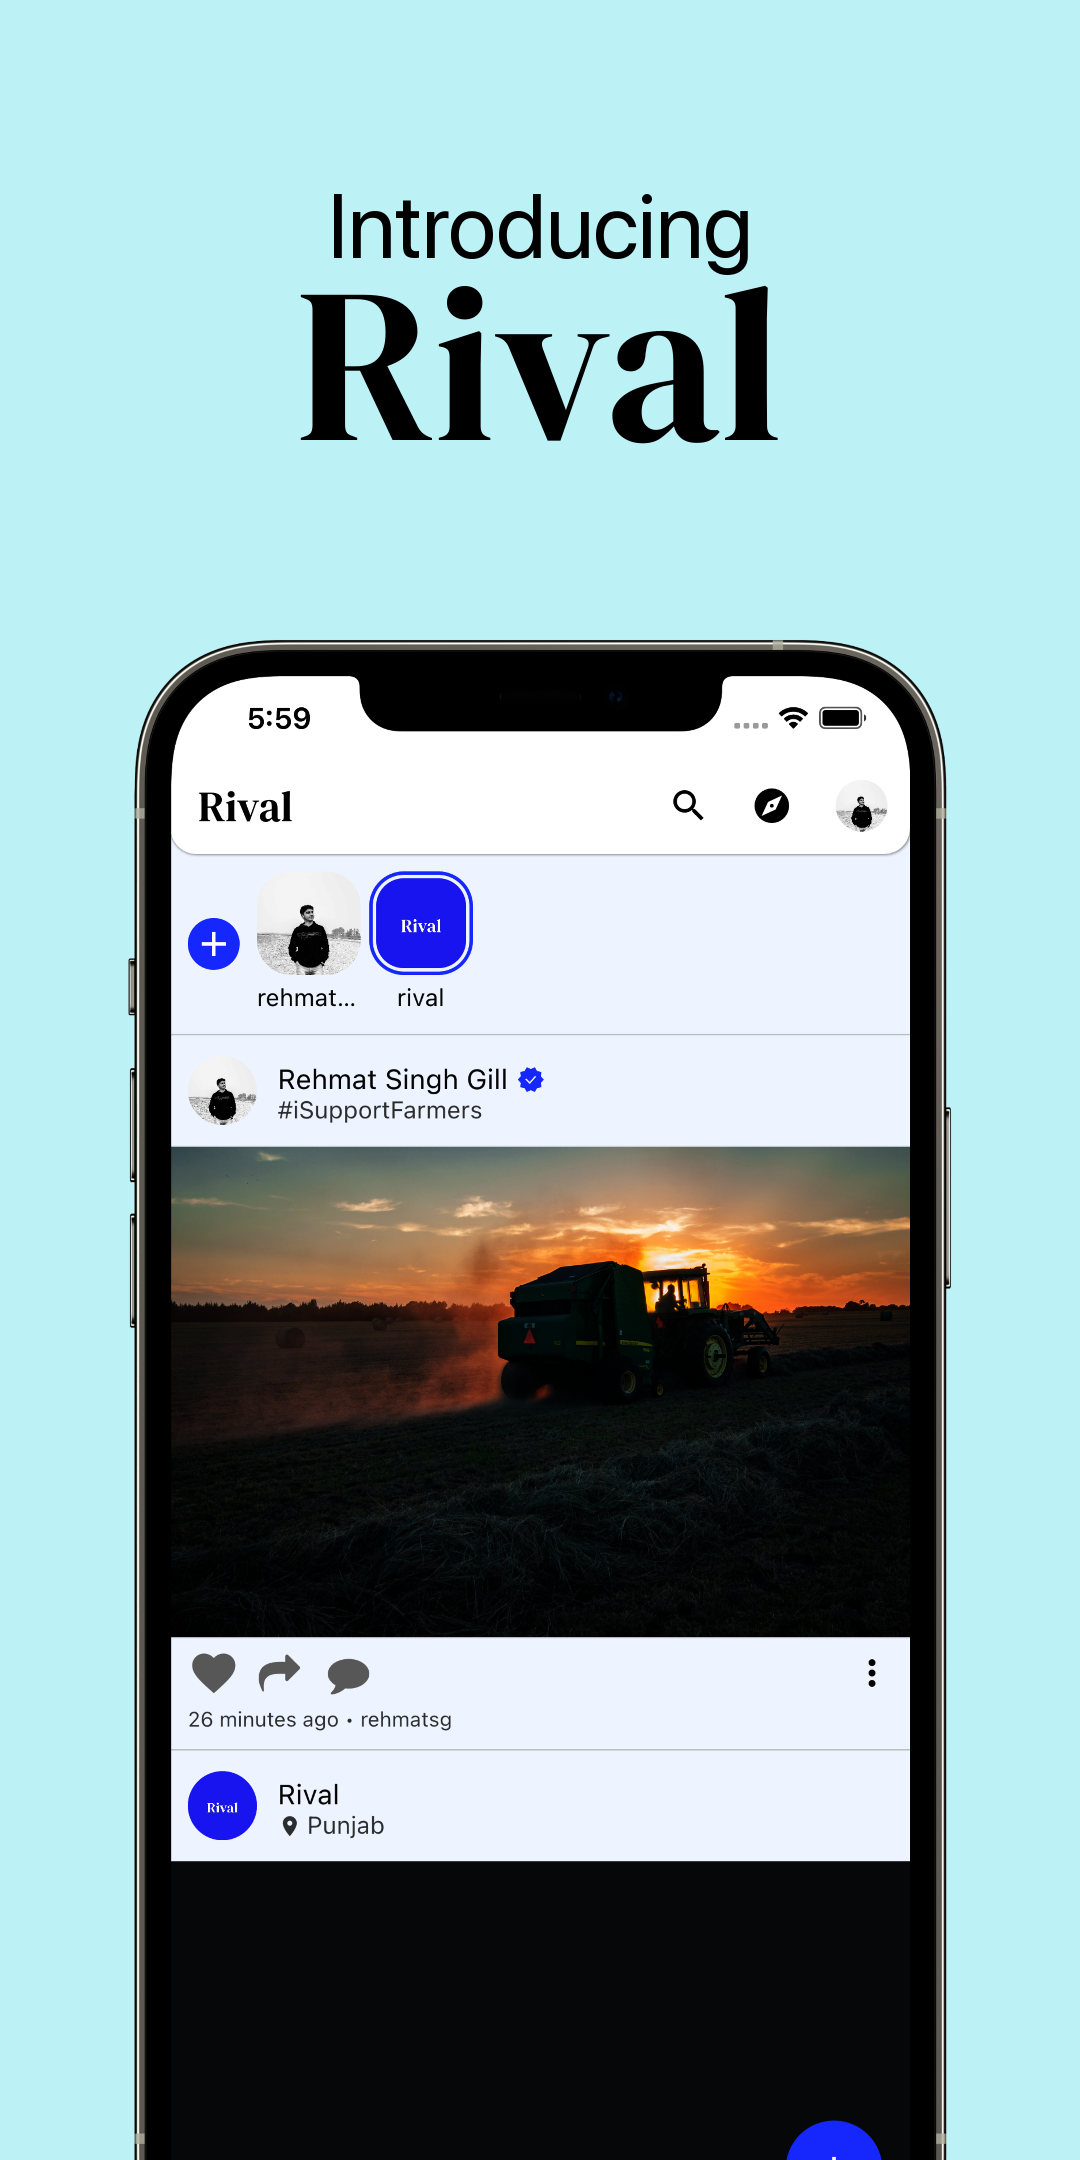 Introducing
Rival
5:59
Rival
Rival
rehmat...
rival
Rehmat Singh Gill
#iSupportFarmers
26 minutes ago • rehmatsg
Rival
Rival
Punjab